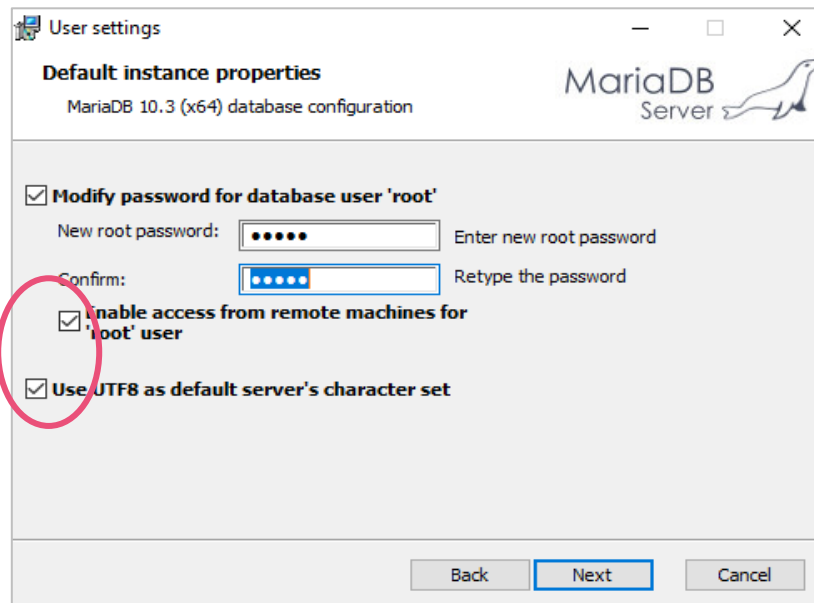 User settings
Default instance properties
MariaDB 10.3 (x64) database configuration
MariaDB
Server
Modify password for database user 'root'
New root password: ●●●●● Enter new root password
Confirm: ●●●●● Retype the password
Enable access from remote machines for
'root' user
Use UTF8 as default server's character set
Back Next Cancel